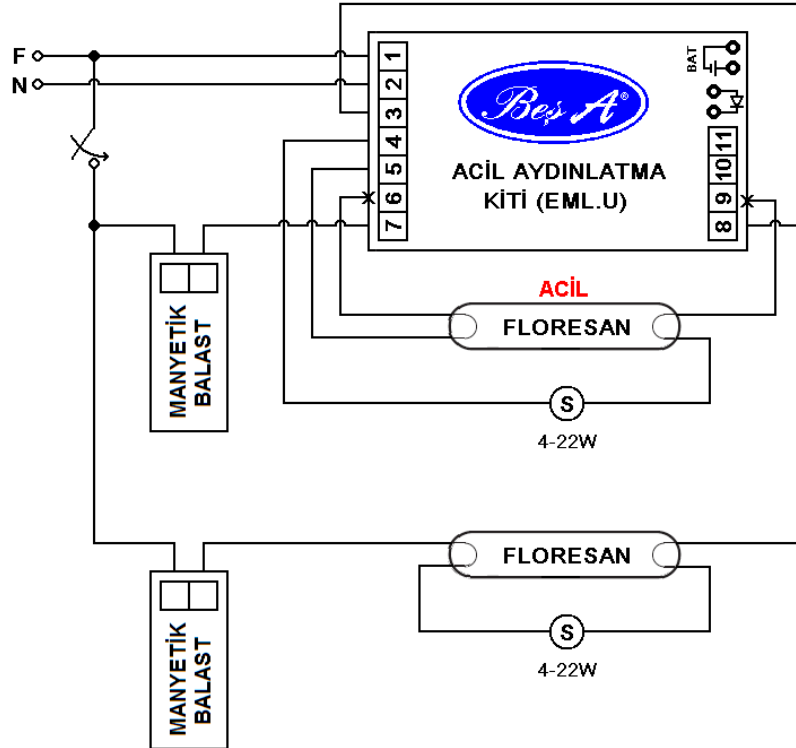 F
N
1
2
3
4
5
6
7
BAT
11
10
9
8
Beş A®
ACİL AYDINLATMA
KİTİ (EML.U)
MANYETİK
BALAST
ACİL
FLORESAN
S
4-22W
MANYETİK
BALAST
FLORESAN
S
4-22W